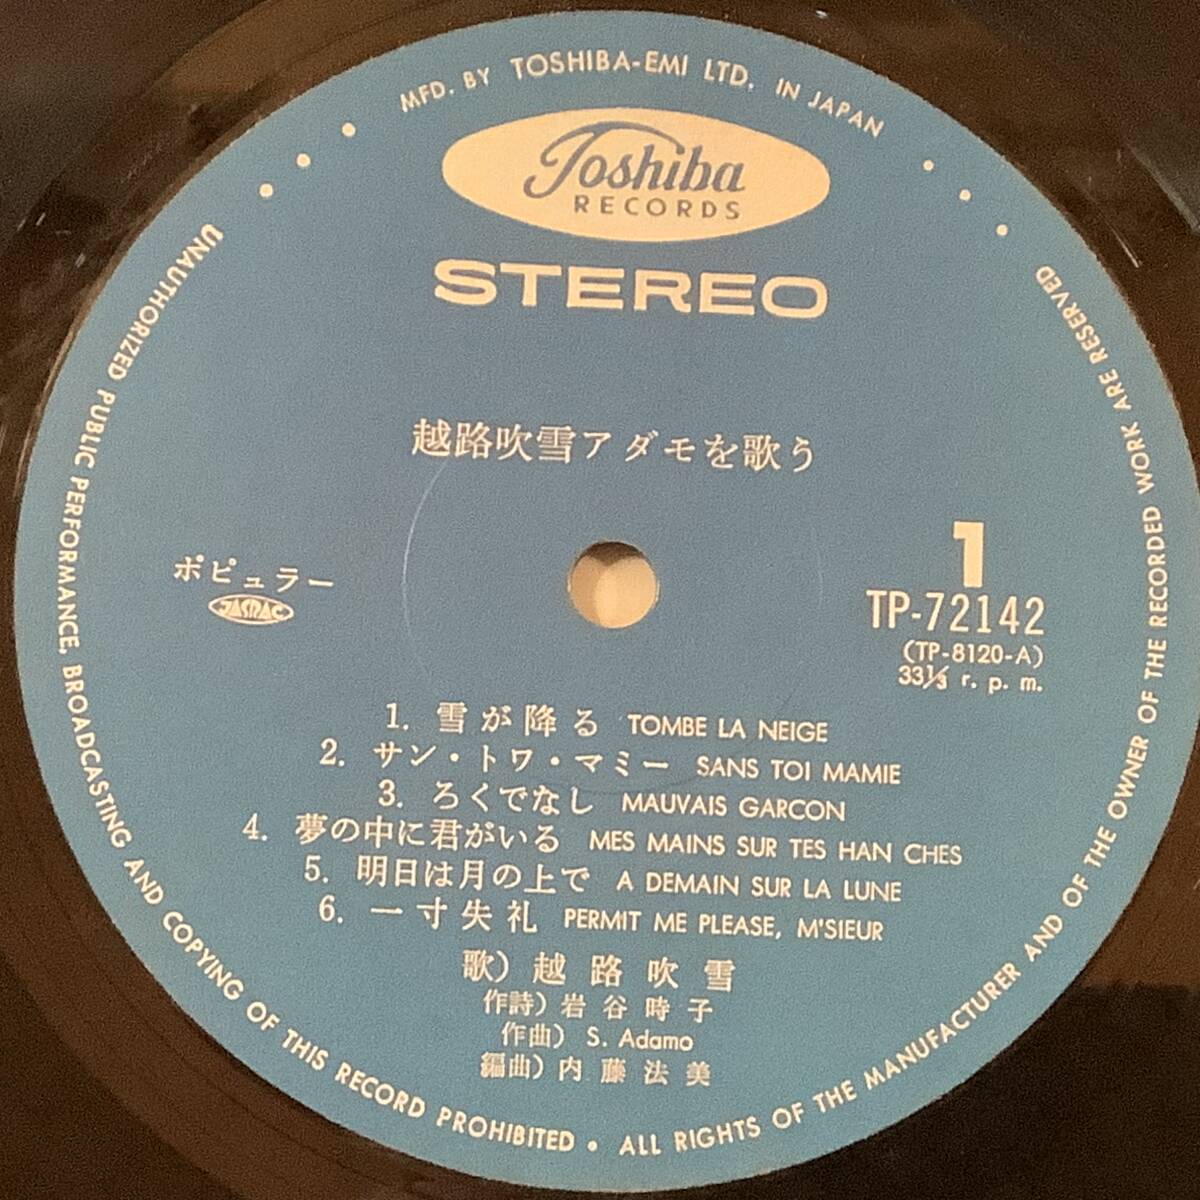 MFD. BY TOSHIBA-EMI LTD. IN JAPAN
Toshiba
RECORDS
STEREO
越路吹雪アダモを歌う
ポピュラー
JASRAC
1
TP-72142
(TP-8120-A)
33⅓ r. p. m.
1. 雪が降る TOMBE LA NEIGE
2. サン・トワ・マミー SANS TOI MAMIE
3. ろくでなし MAUVAIS GARCON
4. 夢の中に君がいる MES MAINS SUR TES HAN CHES
5. 明日は月の上で A DEMAIN SUR LA LUNE
6. 一寸失礼 PERMIT ME PLEASE, M'SIEUR
歌) 越路吹雪
作詩) 岩谷時子
作曲) S. Adamo
編曲) 内藤法美
UNAUTHORIZED PUBLIC PERFORMANCE, BROADCASTING AND COPYING OF THIS RECORD PROHIBITED • ALL RIGHTS OF THE MANUFACTURER AND OF THE OWNER OF THE RECORDED WORK ARE RESERVED